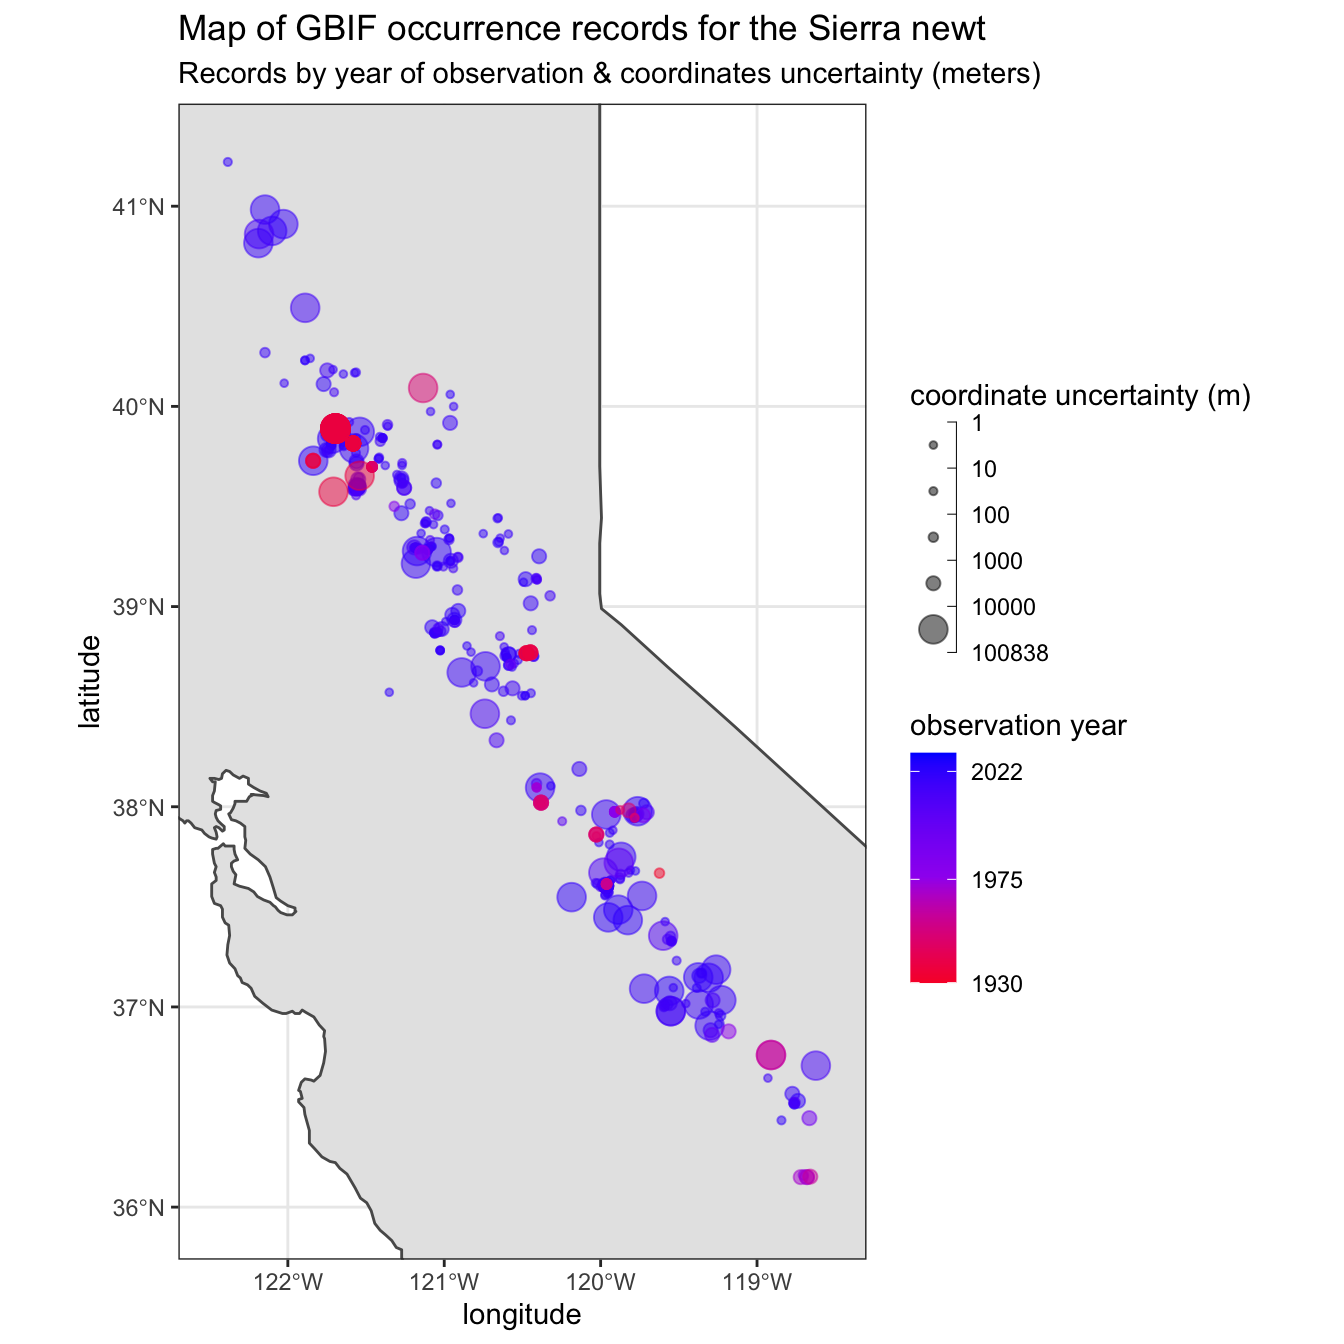 Map of GBIF occurrence records for the Sierra newt
Records by year of observation & coordinates uncertainty (meters)
41°N
40°N
39°N
38°N
37°N
36°N
latitude
122°W
121°W
120°W
119°W
longitude
coordinate uncertainty (m)
1
10
100
1000
10000
100838
observation year
2022
1975
1930